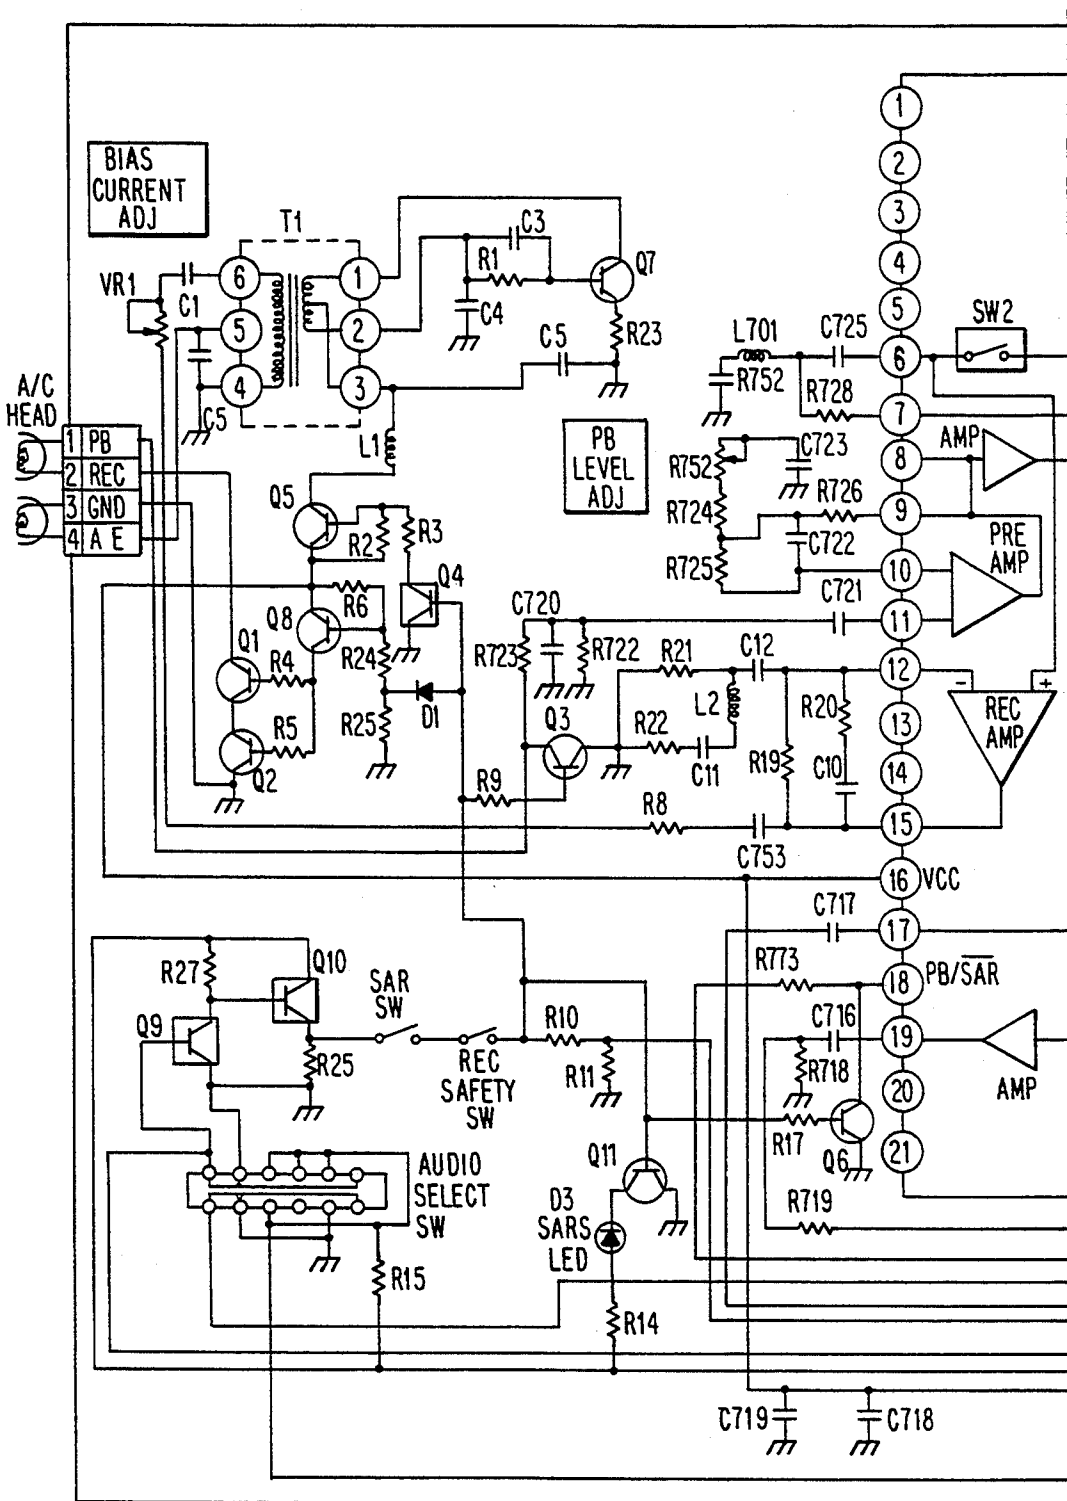 BIAS
CURRENT
ADJ
T1
6
5
4
1
2
3
VR1
C1
C5
C3
R1
C4
Q7
R23
C5
L1
A/C
HEAD
1 PB
2 REC
3 GND
4 A E
Q5
R2
R3
Q4
R6
Q8
Q1
R4
R24
D1
R5
R25
Q2
PB
LEVEL
ADJ
L701
C725
R752
R728
SW2
R752
C723
R724
R726
C722
R725
C721
AMP
PRE
AMP
C720
R723
R722
Q3
R21
C12
L2
R22
C11
R20
R19
C10
R9
R8
C753
- +
REC
AMP
1
2
3
4
5
6
7
8
9
10
11
12
13
14
15
16 VCC
17
18 PB/SAR
19
20
21
C717
R773
C716
R718
AMP
R17
Q6
R719
R27
Q10
Q9
R25
SAR
SW
REC
SAFETY
SW
R10
R11
Q11
D3
SARS
LED
R14
AUDIO
SELECT
SW
R15
C719
C718